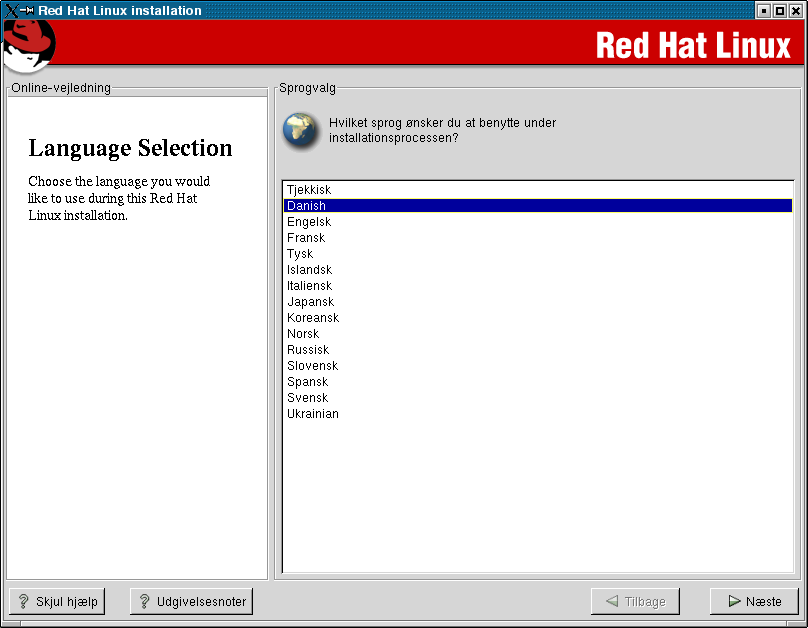 Red Hat Linux installation
Red Hat Linux
Online-vejledning
Language Selection
Choose the language you would
like to use during this Red Hat
Linux installation.
Sprogvalg
Hvilket sprog ønsker du at benytte under
installationsprocessen?
Tjekkisk
Danish
Engelsk
Fransk
Tysk
Islandsk
Italiensk
Japansk
Koreansk
Norsk
Russisk
Slovensk
Spansk
Svensk
Ukrainian
Skjul hjælp
Udgivelsesnoter
Tilbage
Næste